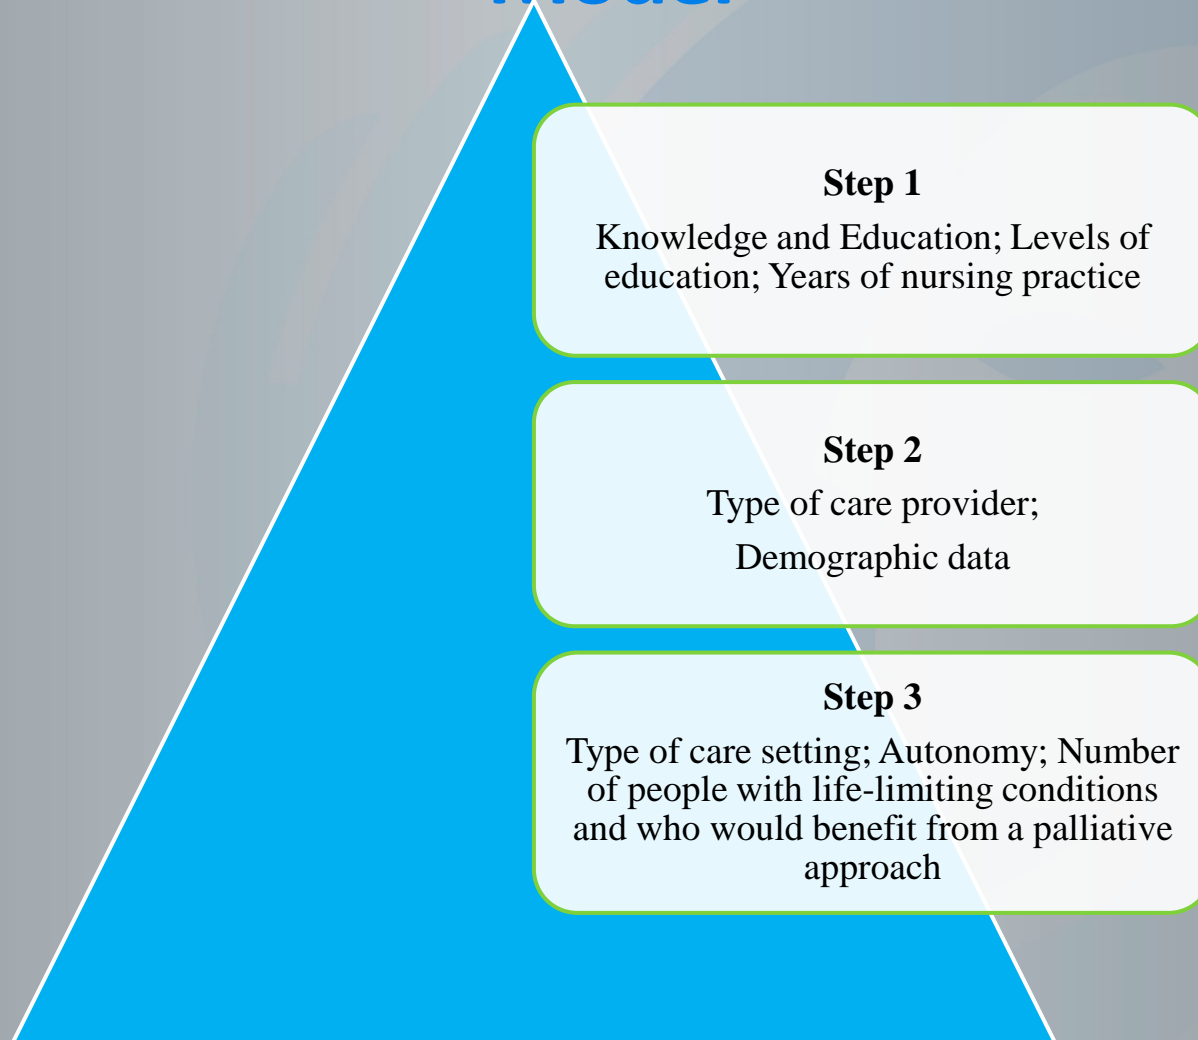 Step 1
Knowledge and Education; Levels of
education; Years of nursing practice
Step 2
Type of care provider;
Demographic data
Step 3
Type of care setting; Autonomy; Number
of people with life-limiting conditions
and who would benefit from a palliative
approach